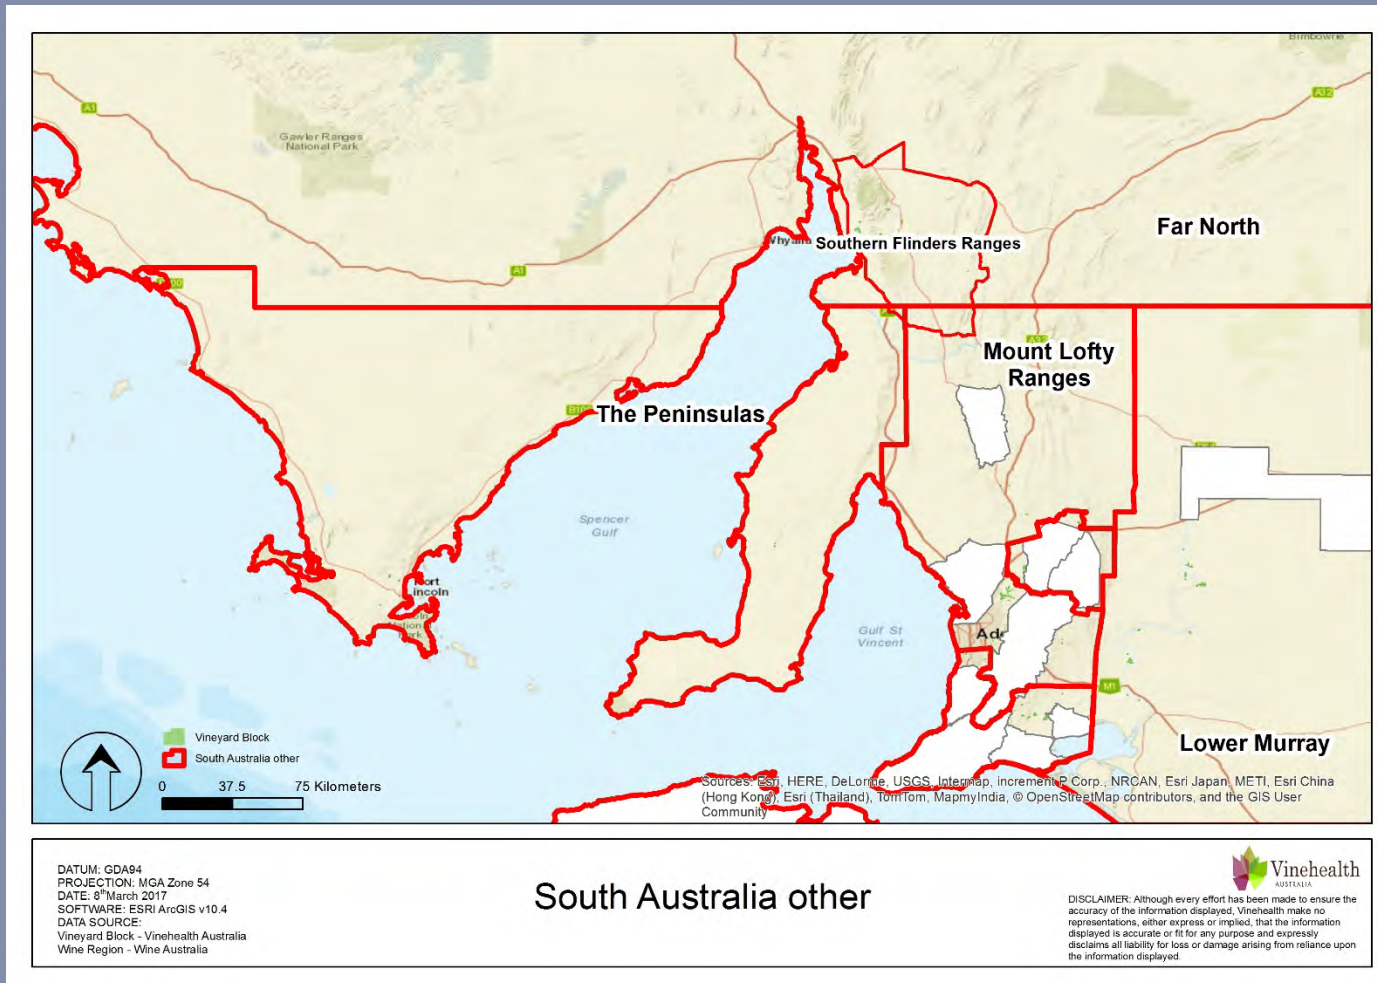 Bimbowrie
A1
A32
Gawler Ranges
National Park
Far North
Whyalla
Southern Flinders Ranges
A1
Mount Lofty
Ranges
The Peninsulas
Spencer
Gulf
Port
Lincoln
National
Park
Gulf St
Vincent
Ade
M1
Lower Murray
Vineyard Block
South Australia other
0 37.5 75 Kilometers
Sources: Esri, HERE, DeLorme, USGS, Intermap, increment P Corp., NRCAN, Esri Japan, METI, Esri China
(Hong Kong), Esri (Thailand), TomTom, MapmyIndia, © OpenStreetMap contributors, and the GIS User
Community
DATUM: GDA94
PROJECTION: MGA Zone 54
DATE: 8thMarch 2017
SOFTWARE: ESRI ArcGIS v10.4
DATA SOURCE:
Vineyard Block - Vinehealth Australia
Wine Region - Wine Australia
South Australia other
Vinehealth
AUSTRALIA
DISCLAIMER: Although every effort has been made to ensure the
accuracy of the information displayed, Vinehealth make no
representations, either express or implied, that the information
displayed is accurate or fit for any purpose and expressly
disclaims all liability for loss or damage arising from reliance upon
the information displayed.